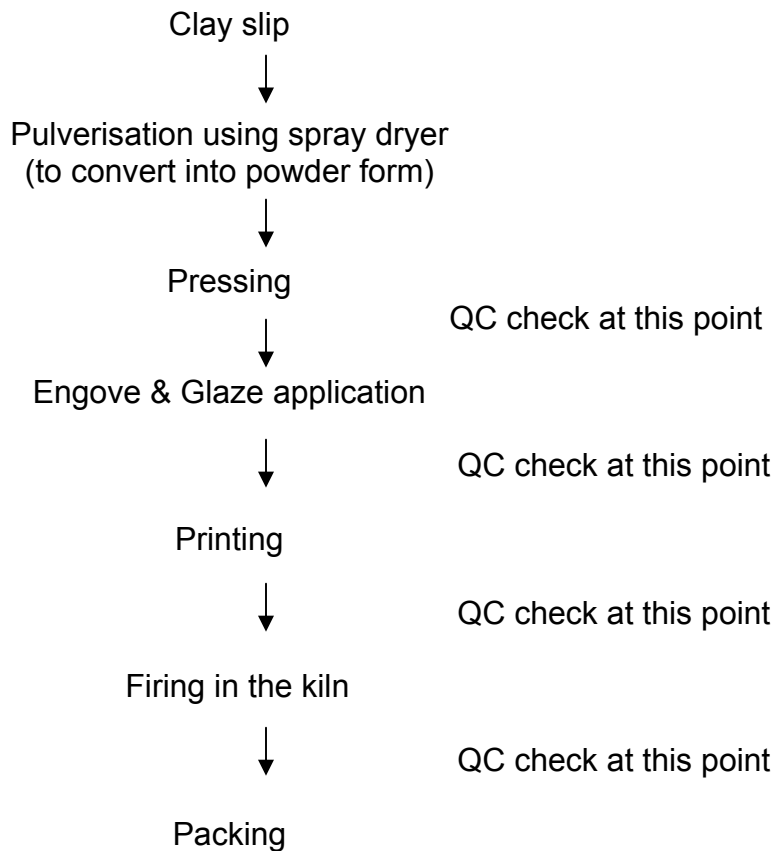 Clay slip
Pulverisation using spray dryer
(to convert into powder form)
Pressing
QC check at this point
Engove & Glaze application
QC check at this point
Printing
QC check at this point
Firing in the kiln
QC check at this point
Packing